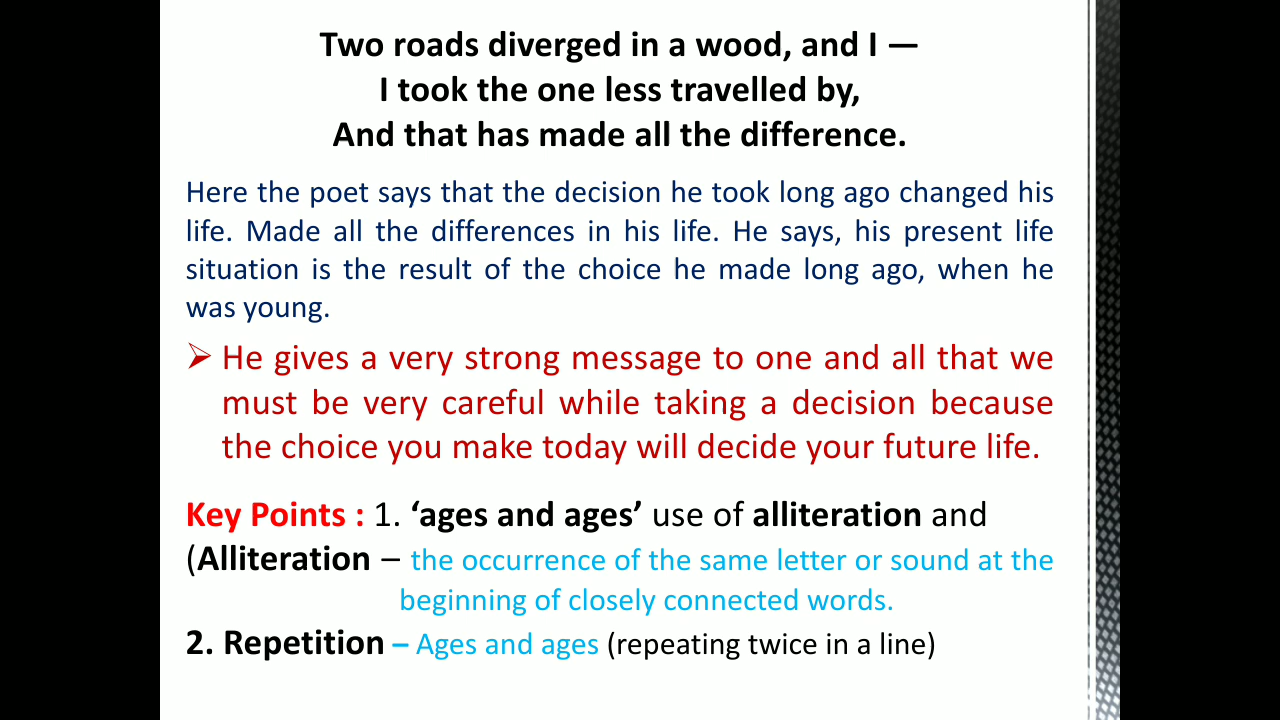 Two roads diverged in a wood, and I —
I took the one less travelled by,
And that has made all the difference.
Here the poet says that the decision he took long ago changed his
life. Made all the differences in his life. He says, his present life
situation is the result of the choice he made long ago, when he
was young.
➢ He gives a very strong message to one and all that we
must be very careful while taking a decision because
the choice you make today will decide your future life.
Key Points : 1. ‘ages and ages’ use of alliteration and
(Alliteration – the occurrence of the same letter or sound at the
beginning of closely connected words.
2. Repetition – Ages and ages (repeating twice in a line)